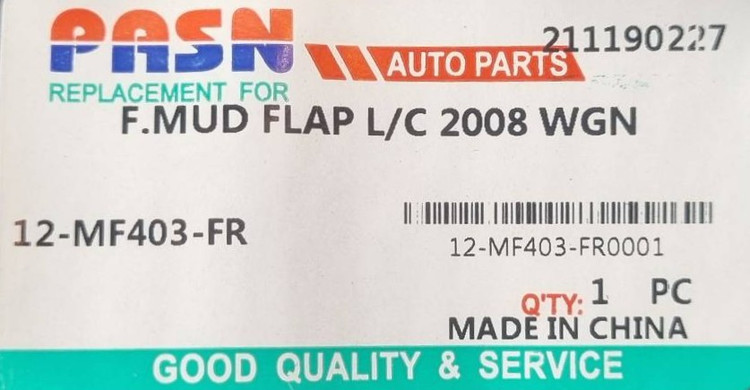 PASN AUTO PARTS 211190227
REPLACEMENT FOR
F.MUD FLAP L/C 2008 WGN
12-MF403-FR
12-MF403-FR0001
Q'TY: 1 PC
MADE IN CHINA
GOOD QUALITY & SERVICE